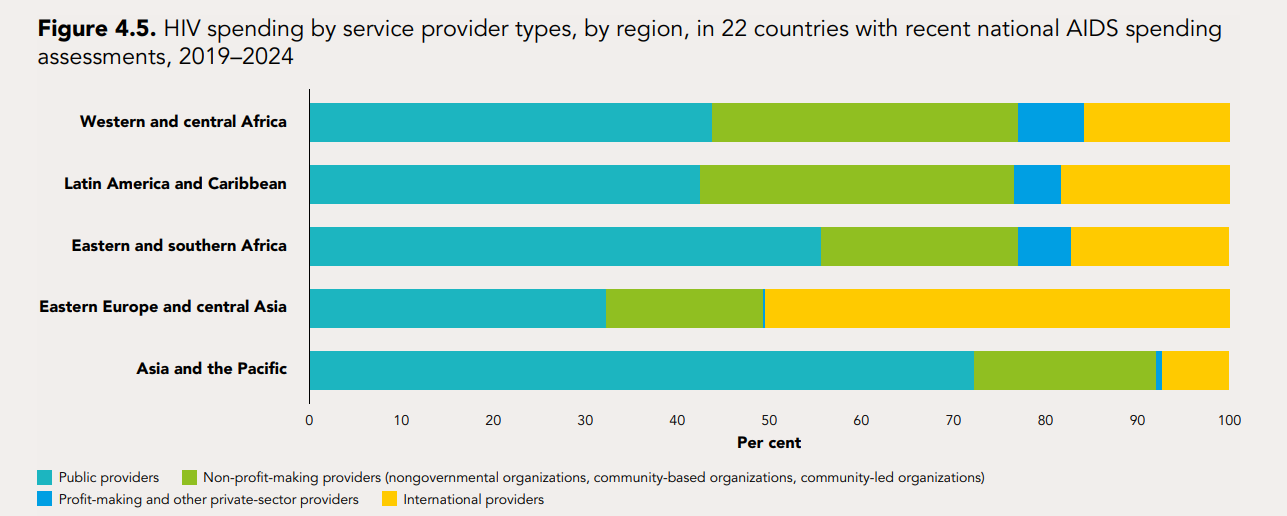 Figure 4.5. HIV spending by service provider types, by region, in 22 countries with recent national AIDS spending
assessments, 2019–2024
Western and central Africa
Latin America and Caribbean
Eastern and southern Africa
Eastern Europe and central Asia
Asia and the Pacific
0 10 20 30 40 50 60 70 80 90 100
Per cent
Public providers Non-profit-making providers (nongovernmental organizations, community-based organizations, community-led organizations)
Profit-making and other private-sector providers International providers